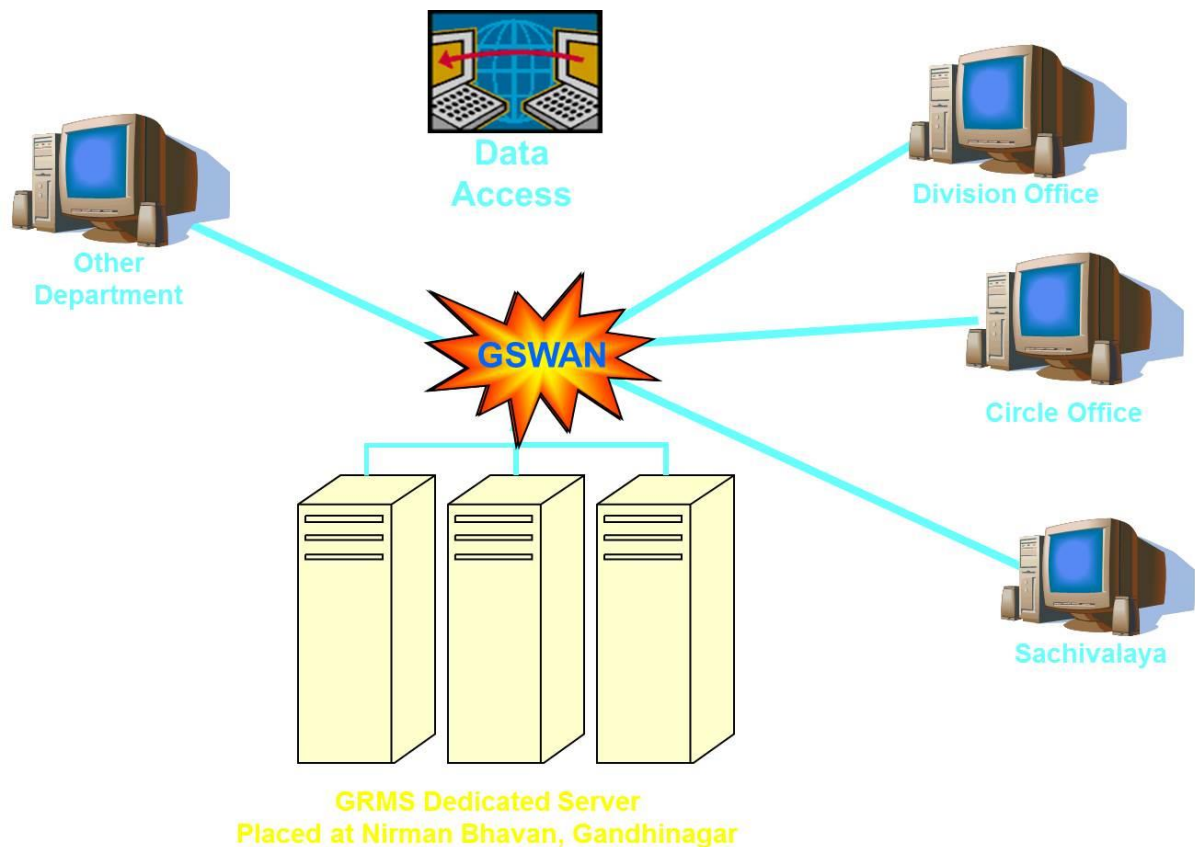 Data
Access
Division Office
Other
Department
GSWAN
Circle Office
Sachivalaya
GRMS Dedicated Server
Placed at Nirman Bhavan, Gandhinagar